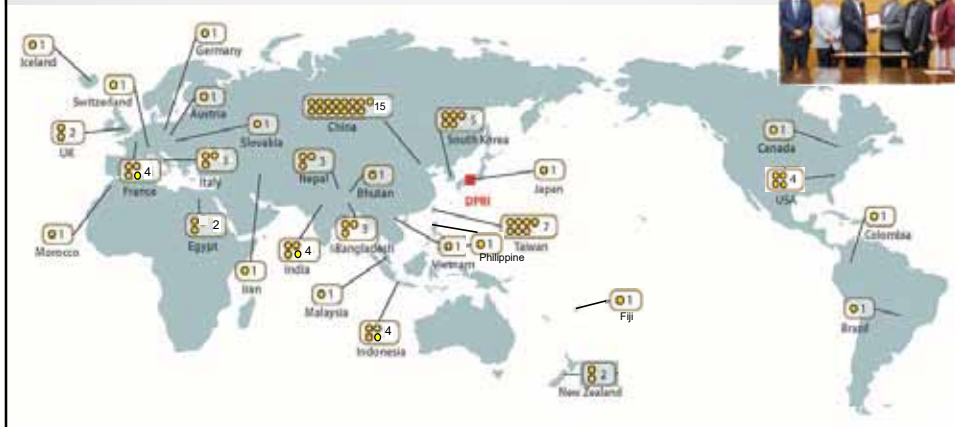 1
Iceland
1
Germany
Switzerland
1
1
Austria
2
UK
1
Slovakia
15
China
5
South Korea
1
Canada
4
France
3
Italy
3
Nepal
1
Bhutan
1
Japan
DPRI
4
USA
1
Morocco
2
Egypt
1
Iran
4
India
3
Bangladesh
1
Vietnam
1
Philippine
7
Taiwan
1
Colombia
1
Malaysia
4
Indonesia
1
Fiji
1
Brazil
2
New Zealand